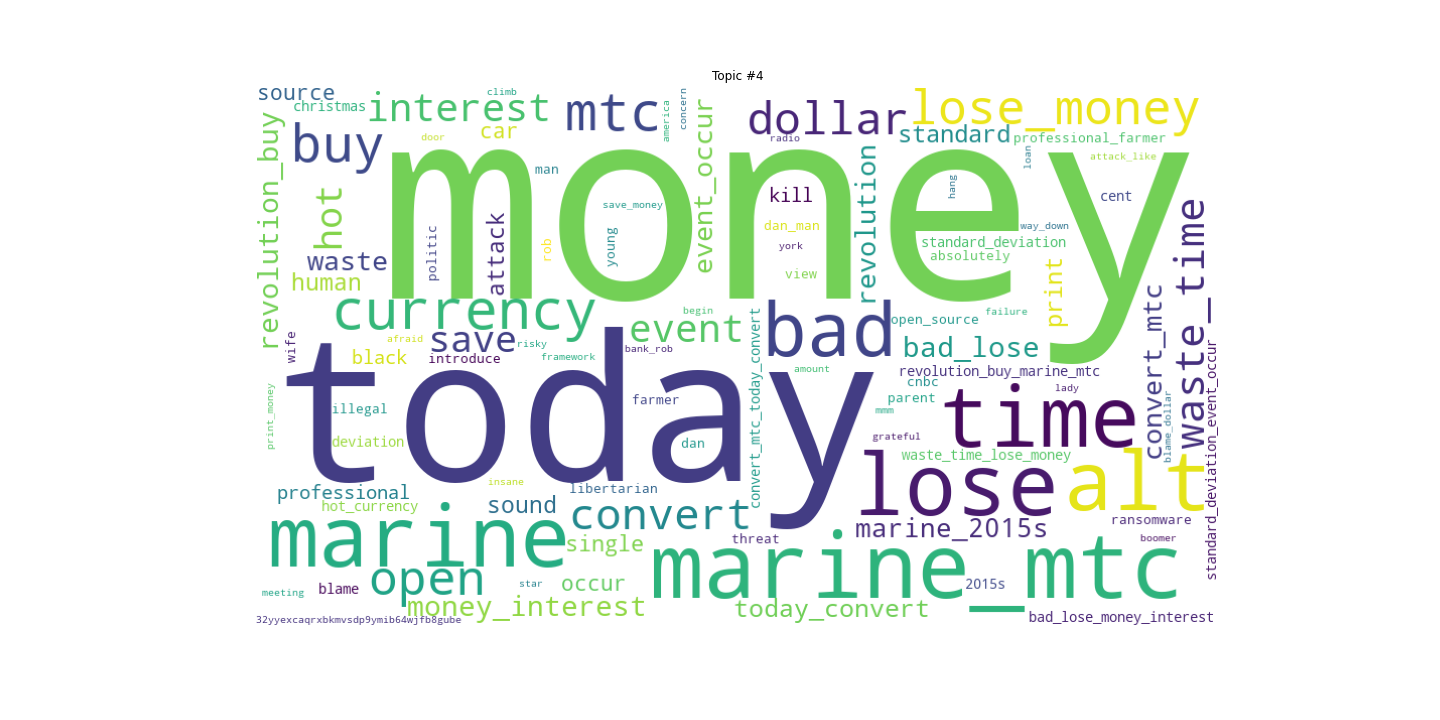 Topic #4
source
christmas
interest
climb
mtc
america
concern
dollar
lose_money
revolution_buy
buy
door
car
event_occur
radio
revolution
standard
professional_farmer
loan
attack_like
money
hot
man
save_money
kill
hang
cent
waste
politic
attack
rob
young
dan_man
york
view
way_down
standard_deviation
absolutely
print
waste_time
human
currency
begin
event
bad
open_source
failure
convert_mtc
wife
afraid
save
risky
black
introduce
framework
bank_rob
amount
bad_lose
revolution_buy_marine_mtc
cnbc
lady
print_money
today
illegal
farmer
convert_mtc_today_convert
parent
mmm
time
blame_dollar
standard_deviation_event_occur
deviation
dan
grateful
waste_time_lose_money
lose
alt
professional
insane
libertarian
hot_currency
sound
convert
marine
single
threat
marine_2015s
ransomware
boomer
open
marine_mtc
meeting
blame
star
occur
2015s
money_interest
today_convert
bad_lose_money_interest
32yyexcaqrxbkmvsdp9ymib64wjfb8gube